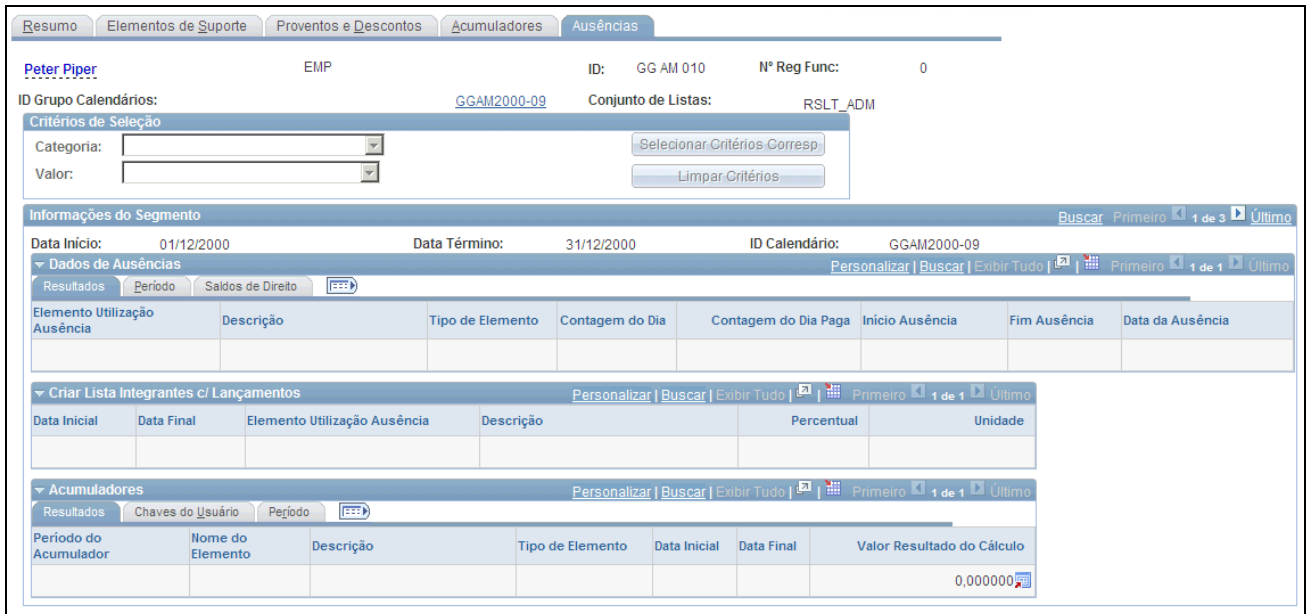 Resumo Elementos de Suporte Proventos e Descontos Acumuladores Ausências
Peter Piper EMP ID: GG AM 010 Nº Reg Func: 0
ID Grupo Calendários: GGAM2000-09 Conjunto de Listas: RSLT_ADM
Critérios de Seleção
Categoria: Selecionar Critérios Corresp
Valor: Limpar Critérios
Informações do Segmento Buscar Primeiro 1 de 3 Último
Data Início: 01/12/2000 Data Término: 31/12/2000 ID Calendário: GGAM2000-09
Dados de Ausências Personalizar | Buscar | Exibir Tudo | | Primeiro 1 de 1 Último
Resultados Período Saldos de Direito
Elemento Utilização Ausência Descrição Tipo de Elemento Contagem do Dia Contagem do Dia Paga Início Ausência Fim Ausência Data da Ausência
Criar Lista Integrantes c/ Lançamentos Personalizar | Buscar | Exibir Tudo | | Primeiro 1 de 1 Último
Data Inicial Data Final Elemento Utilização Ausência Descrição Percentual Unidade
Acumuladores Personalizar | Buscar | Exibir Tudo | | Primeiro 1 de 1 Último
Resultados Chaves do Usuário Período
Período do Acumulador Nome do Elemento Descrição Tipo de Elemento Data Inicial Data Final Valor Resultado do Cálculo
0,000000